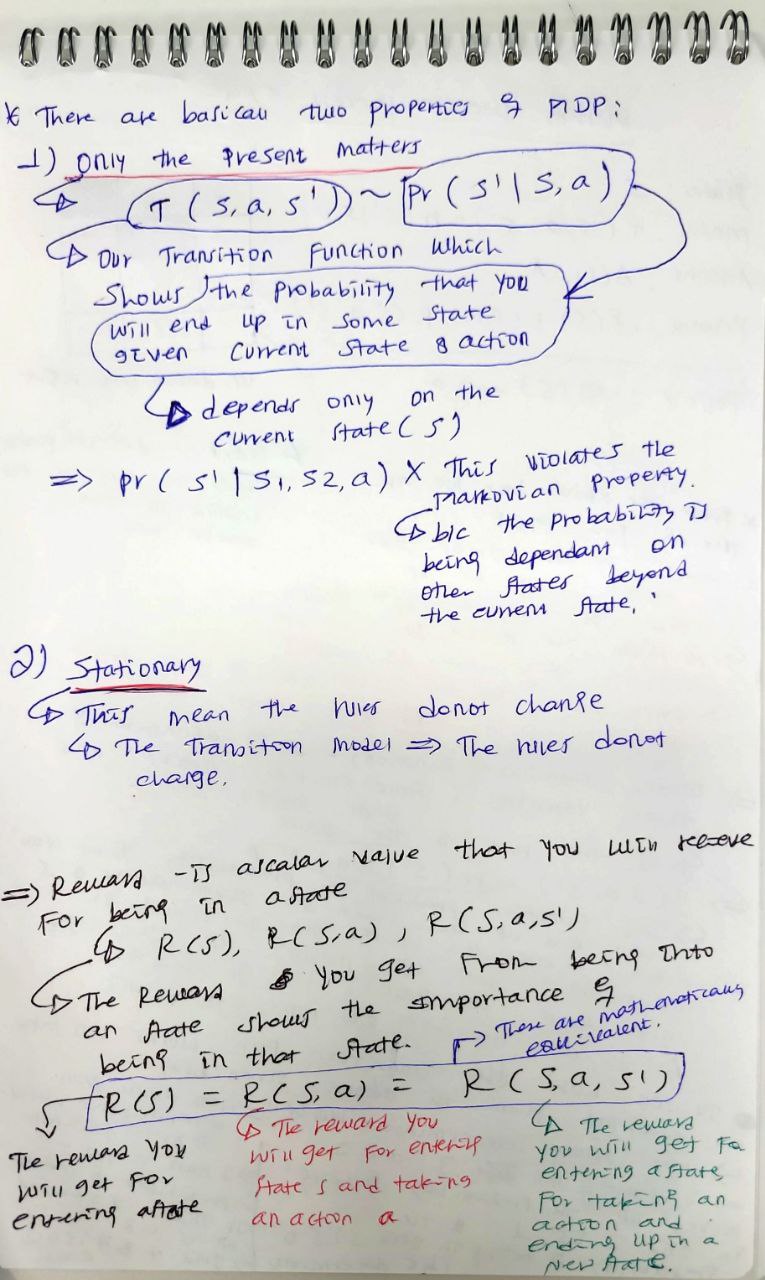 * There are basicau two properties of MDP:
1) Only the Present matters
T ( S, a, s' ) ~ Pr ( s' | S, a )
Our Transition Function which
Shows the probability that you
will end up in some state
given current state & action
depends only on the
current state ( S )
=> pr ( s' | S1, S2, a ) X This violates the
Markovian property.
b/c the probability is
being dependant on
other states beyond
the current state.
2) Stationary
This mean the rules donot change
The Transition model => The rules donot
change.
=> Reward - Is ascalar value that you will receeve
For being in a state
R(S), R(S,a), R(S,a,s')
The Reward you get From being into
an state shows the importance of
being in that state.
There are mathematically
equivalent.
R(S) = R(S, a) = R(S, a, s')
The reward you
will get For
entering astate
The reward you
will get For entering
state s and taking
an action a
The reward
you will get Fo
entering a state,
For taking an
action and
ending up in a
new state.